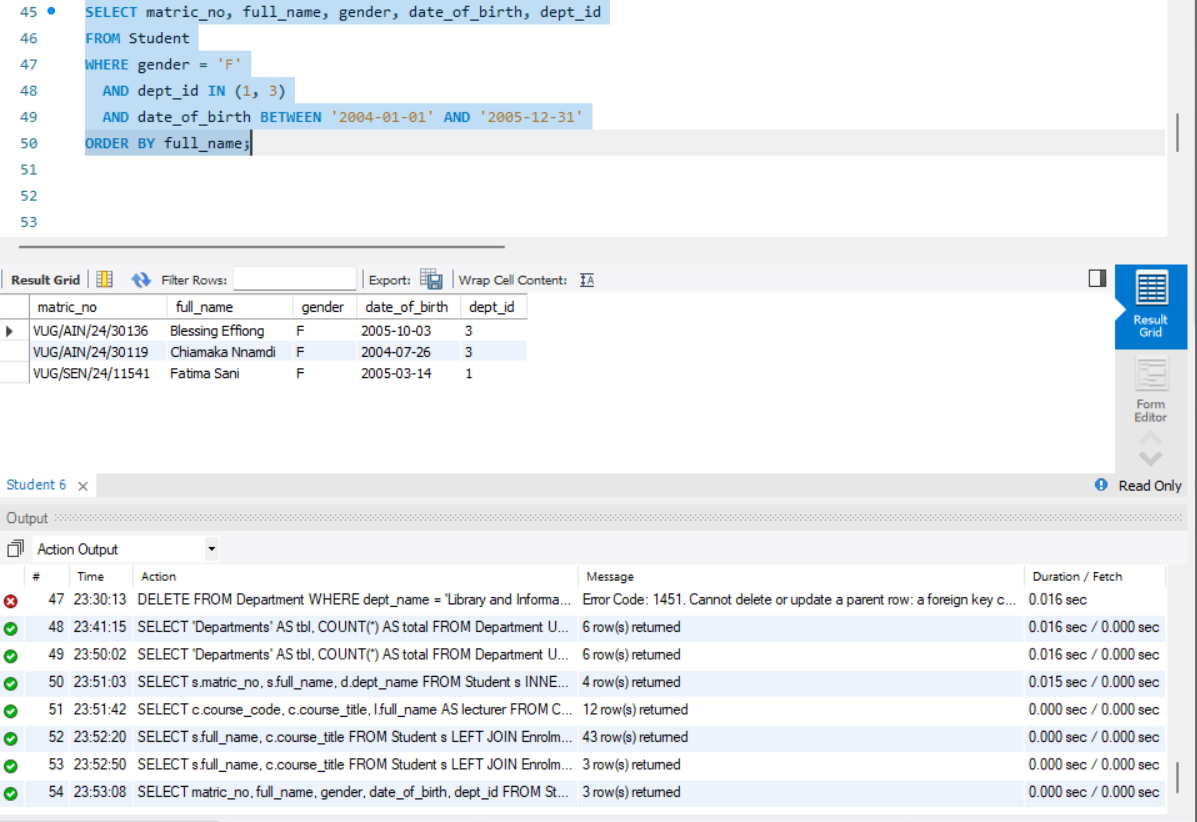 45 SELECT matric_no, full_name, gender, date_of_birth, dept_id
46 FROM Student
47 WHERE gender = 'F'
48 AND dept_id IN (1, 3)
49 AND date_of_birth BETWEEN '2004-01-01' AND '2005-12-31'
50 ORDER BY full_name;
51
52
53
Result Grid Filter Rows: Export: Wrap Cell Content: IA
matric_no full_name gender date_of_birth dept_id
VUG/AIN/24/30136 Blessing Effiong F 2005-10-03 3
VUG/AIN/24/30119 Chiamaka Nnamdi F 2004-07-26 3
VUG/SEN/24/11541 Fatima Sani F 2005-03-14 1
Result
Grid
Form
Editor
Student 6 Read Only
Output
Action Output
# Time Action Message Duration / Fetch
47 23:30:13 DELETE FROM Department WHERE dept_name = 'Library and Informa... Error Code: 1451. Cannot delete or update a parent row: a foreign key c... 0.016 sec
48 23:41:15 SELECT 'Departments' AS tbl, COUNT(*) AS total FROM Department U... 6 row(s) returned 0.016 sec / 0.000 sec
49 23:50:02 SELECT 'Departments' AS tbl, COUNT(*) AS total FROM Department U... 6 row(s) returned 0.016 sec / 0.000 sec
50 23:51:03 SELECT s.matric_no, s.full_name, d.dept_name FROM Student s INNE... 4 row(s) returned 0.015 sec / 0.000 sec
51 23:51:42 SELECT c.course_code, c.course_title, l.full_name AS lecturer FROM C... 12 row(s) returned 0.000 sec / 0.000 sec
52 23:52:20 SELECT s.full_name, c.course_title FROM Student s LEFT JOIN Enrolm... 43 row(s) returned 0.000 sec / 0.000 sec
53 23:52:50 SELECT s.full_name, c.course_title FROM Student s LEFT JOIN Enrolm... 3 row(s) returned 0.000 sec / 0.000 sec
54 23:53:08 SELECT matric_no, full_name, gender, date_of_birth, dept_id FROM St... 3 row(s) returned 0.000 sec / 0.000 sec